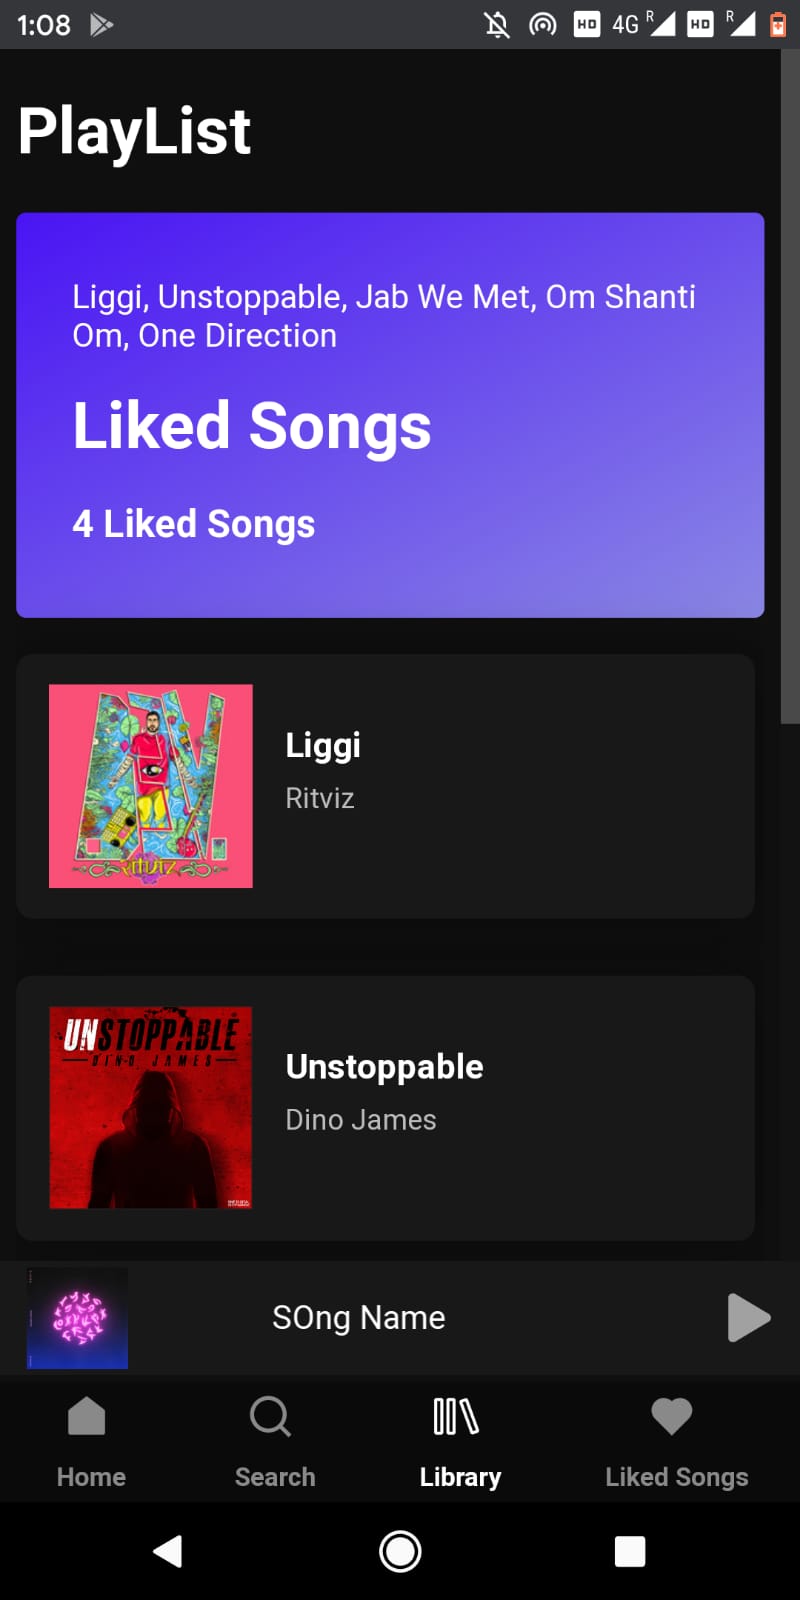 1:08
HD 4G R HD R
PlayList
Liggi, Unstoppable, Jab We Met, Om Shanti
Om, One Direction
Liked Songs
4 Liked Songs
Liggi
Ritviz
UNSTOPPABLE
DINO JAMES
Unstoppable
Dino James
SOng Name
Home Search Library Liked Songs